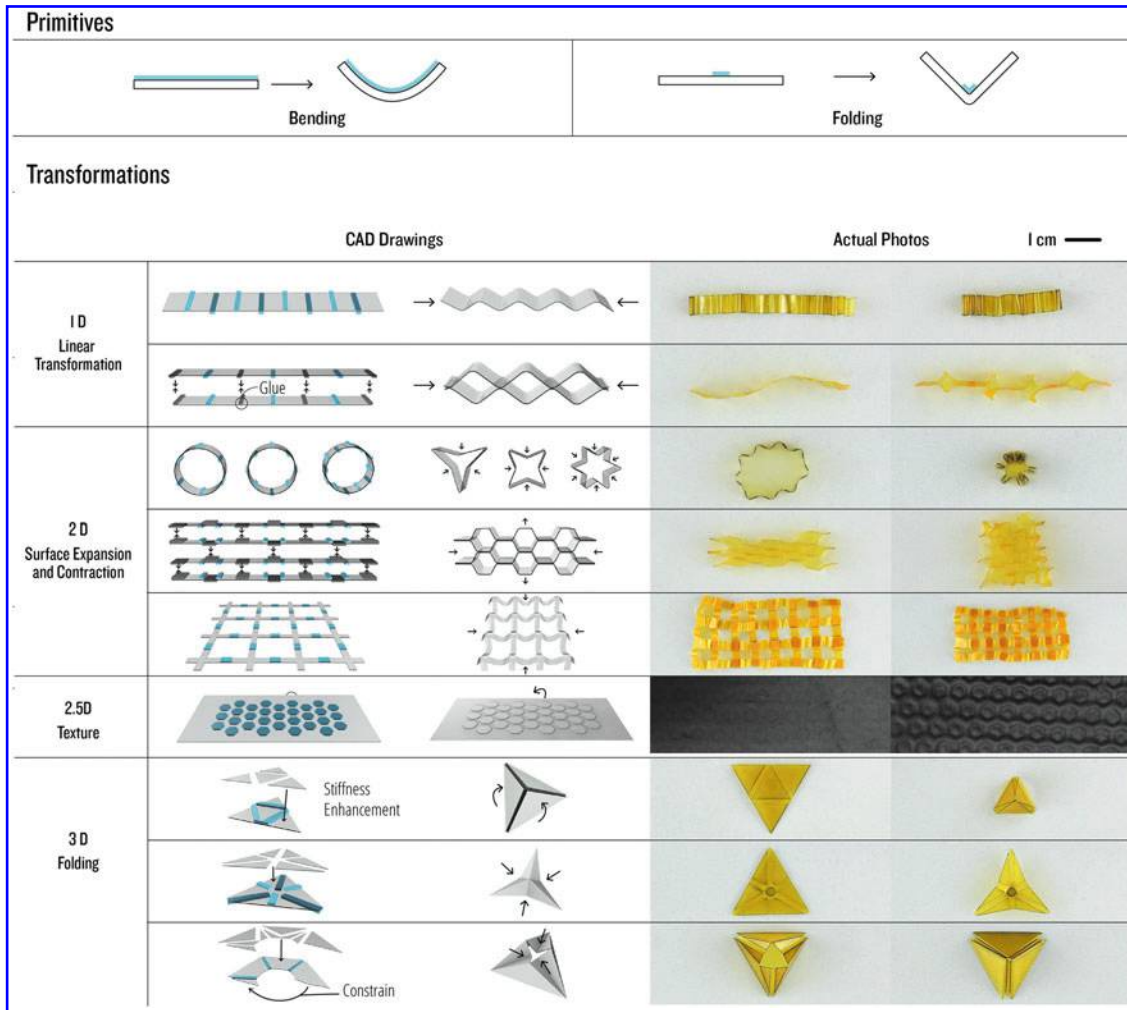 Primitives
Bending
Folding
Transformations
CAD Drawings
Actual Photos
1 cm
1 D
Linear
Transformation
Glue
2 D
Surface Expansion
and Contraction
2.5D
Texture
Stiffness
Enhancement
3 D
Folding
Constrain